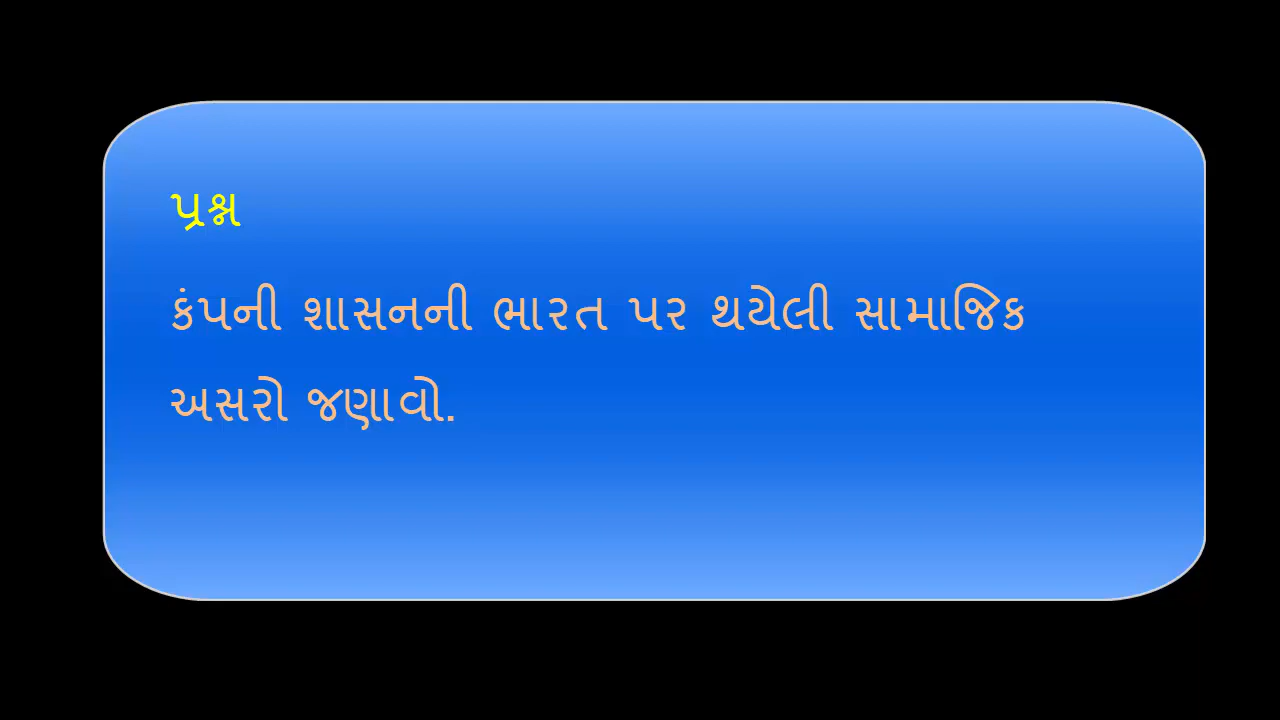 પ્રશ્ન
કંપની શાસનની ભારત પર થયેલી સામાજિક
અસરો જણાવો.